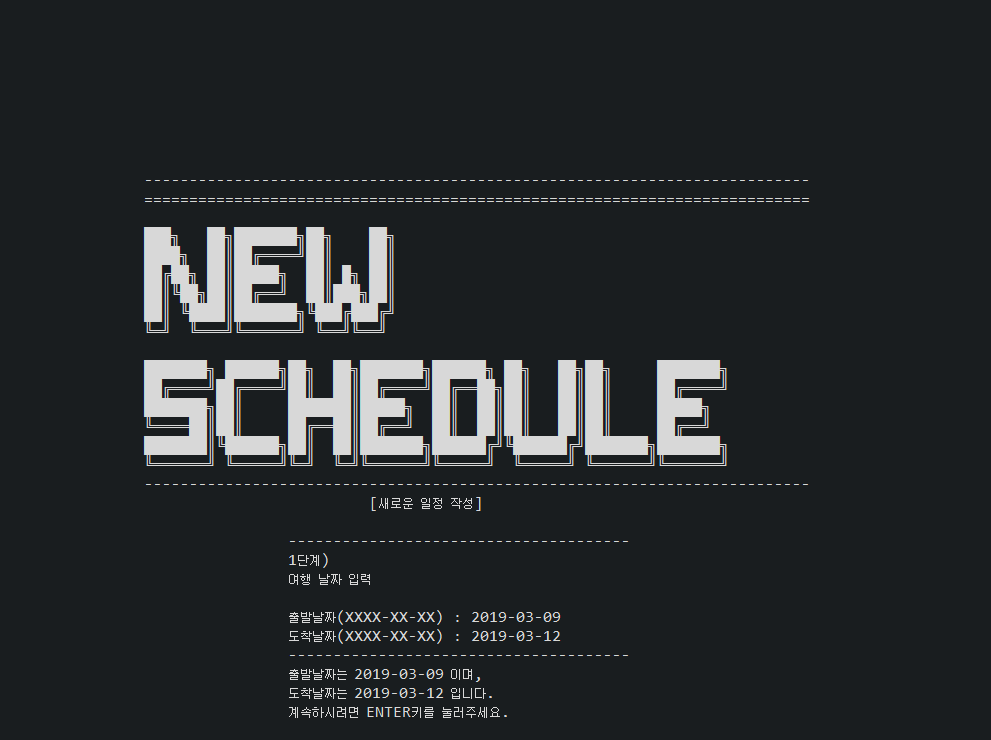 --------------------------------------------------------------------------
==========================================================================
NEW
SCHEDULE
--------------------------------------------------------------------------
[새로운 일정 작성]
--------------------------------------
1단계)
여행 날짜 입력
출발날짜(XXXX-XX-XX) : 2019-03-09
도착날짜(XXXX-XX-XX) : 2019-03-12
--------------------------------------
출발날짜는 2019-03-09 이며,
도착날짜는 2019-03-12 입니다.
계속하시려면 ENTER키를 눌러주세요.